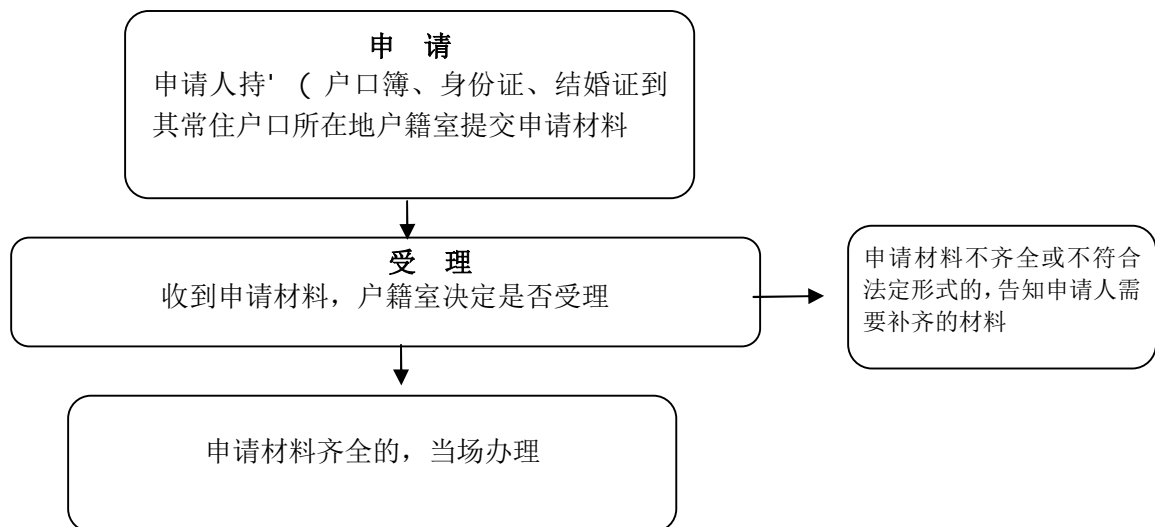 申 请
申请人持' ( 户口簿、身份证、结婚证到
其常住户口所在地户籍室提交申请材料
受 理
收到申请材料，户籍室决定是否受理
申请材料不齐全或不符合
法定形式的，告知申请人需
要补齐的材料
申请材料齐全的，当场办理